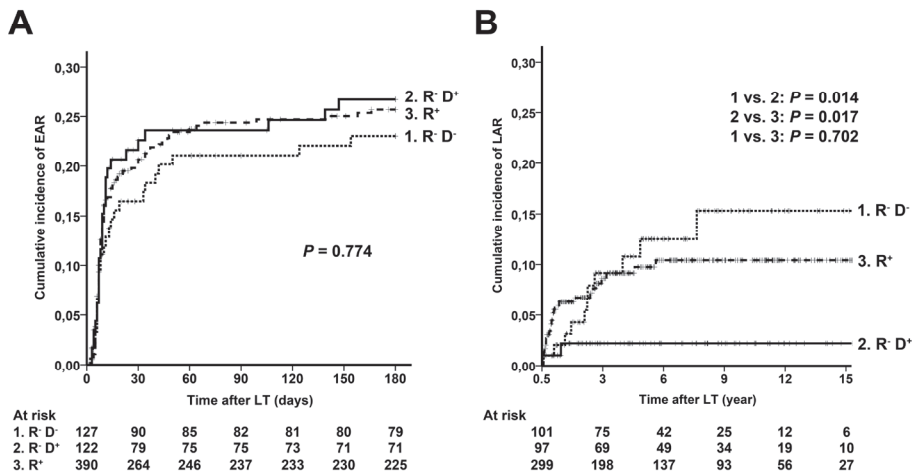 A
Cumulative incidence of EAR
0,30
0,25
0,20
0,15
0,10
0,05
0,00
2. R⁻ D⁺
3. R⁺
1. R⁻ D⁻
P = 0.774
0 30 60 90 120 150 180
Time after LT (days)
At risk
1. R⁻ D⁻ 127 90 85 82 81 80 79
2. R⁻ D⁺ 122 79 75 75 73 71 71
3. R⁺ 390 264 246 237 233 230 225
B
Cumulative incidence of LAR
0,30
0,25
0,20
0,15
0,10
0,05
0,00
1 vs. 2: P = 0.014
2 vs. 3: P = 0.017
1 vs. 3: P = 0.702
1. R⁻ D⁻
3. R⁺
2. R⁻ D⁺
0.5 3 6 9 12 15
Time after LT (year)
At risk
101 75 42 25 12 6
97 69 49 34 19 10
299 198 137 93 56 27